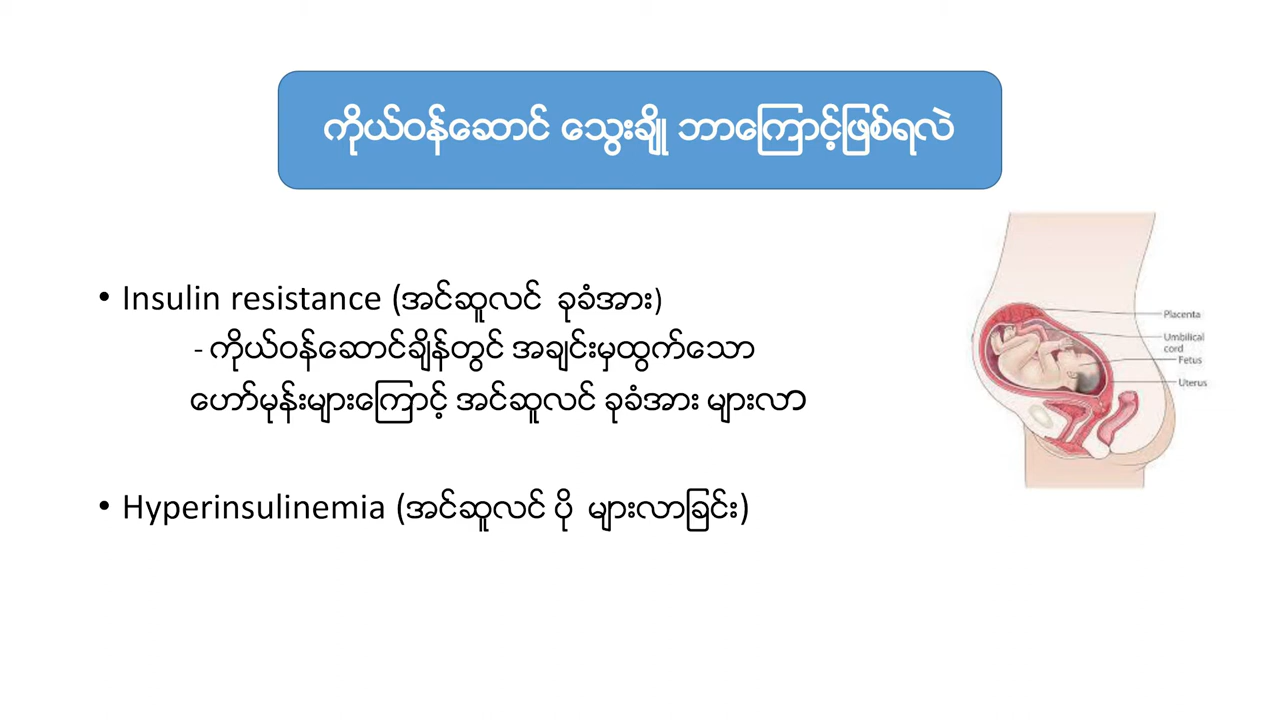 ကိုယ်ဝန်ဆောင် သွေးချို ဘာကြောင့်ဖြစ်ရလဲ
• Insulin resistance (အင်ဆူလင် ခုခံအား)
- ကိုယ်ဝန်ဆောင်ချိန်တွင် အချင်းမှထွက်သော
ဟော်မုန်းများကြောင့် အင်ဆူလင် ခုခံအား များလာ
• Hyperinsulinemia (အင်ဆူလင် ပို များလာခြင်း)
Placenta
Umbilical
cord
Fetus
Uterus